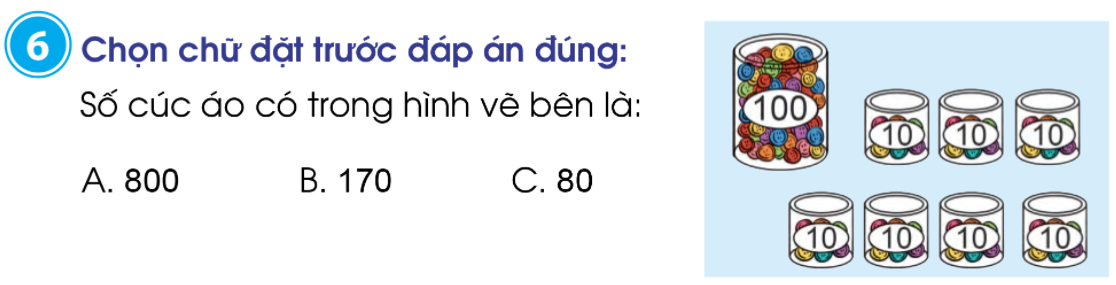 6 Chọn chữ đặt trước đáp án đúng:
Số cúc áo có trong hình vẽ bên là:
A. 800 B. 170 C. 80
100
10 10 10
10 10 10 10